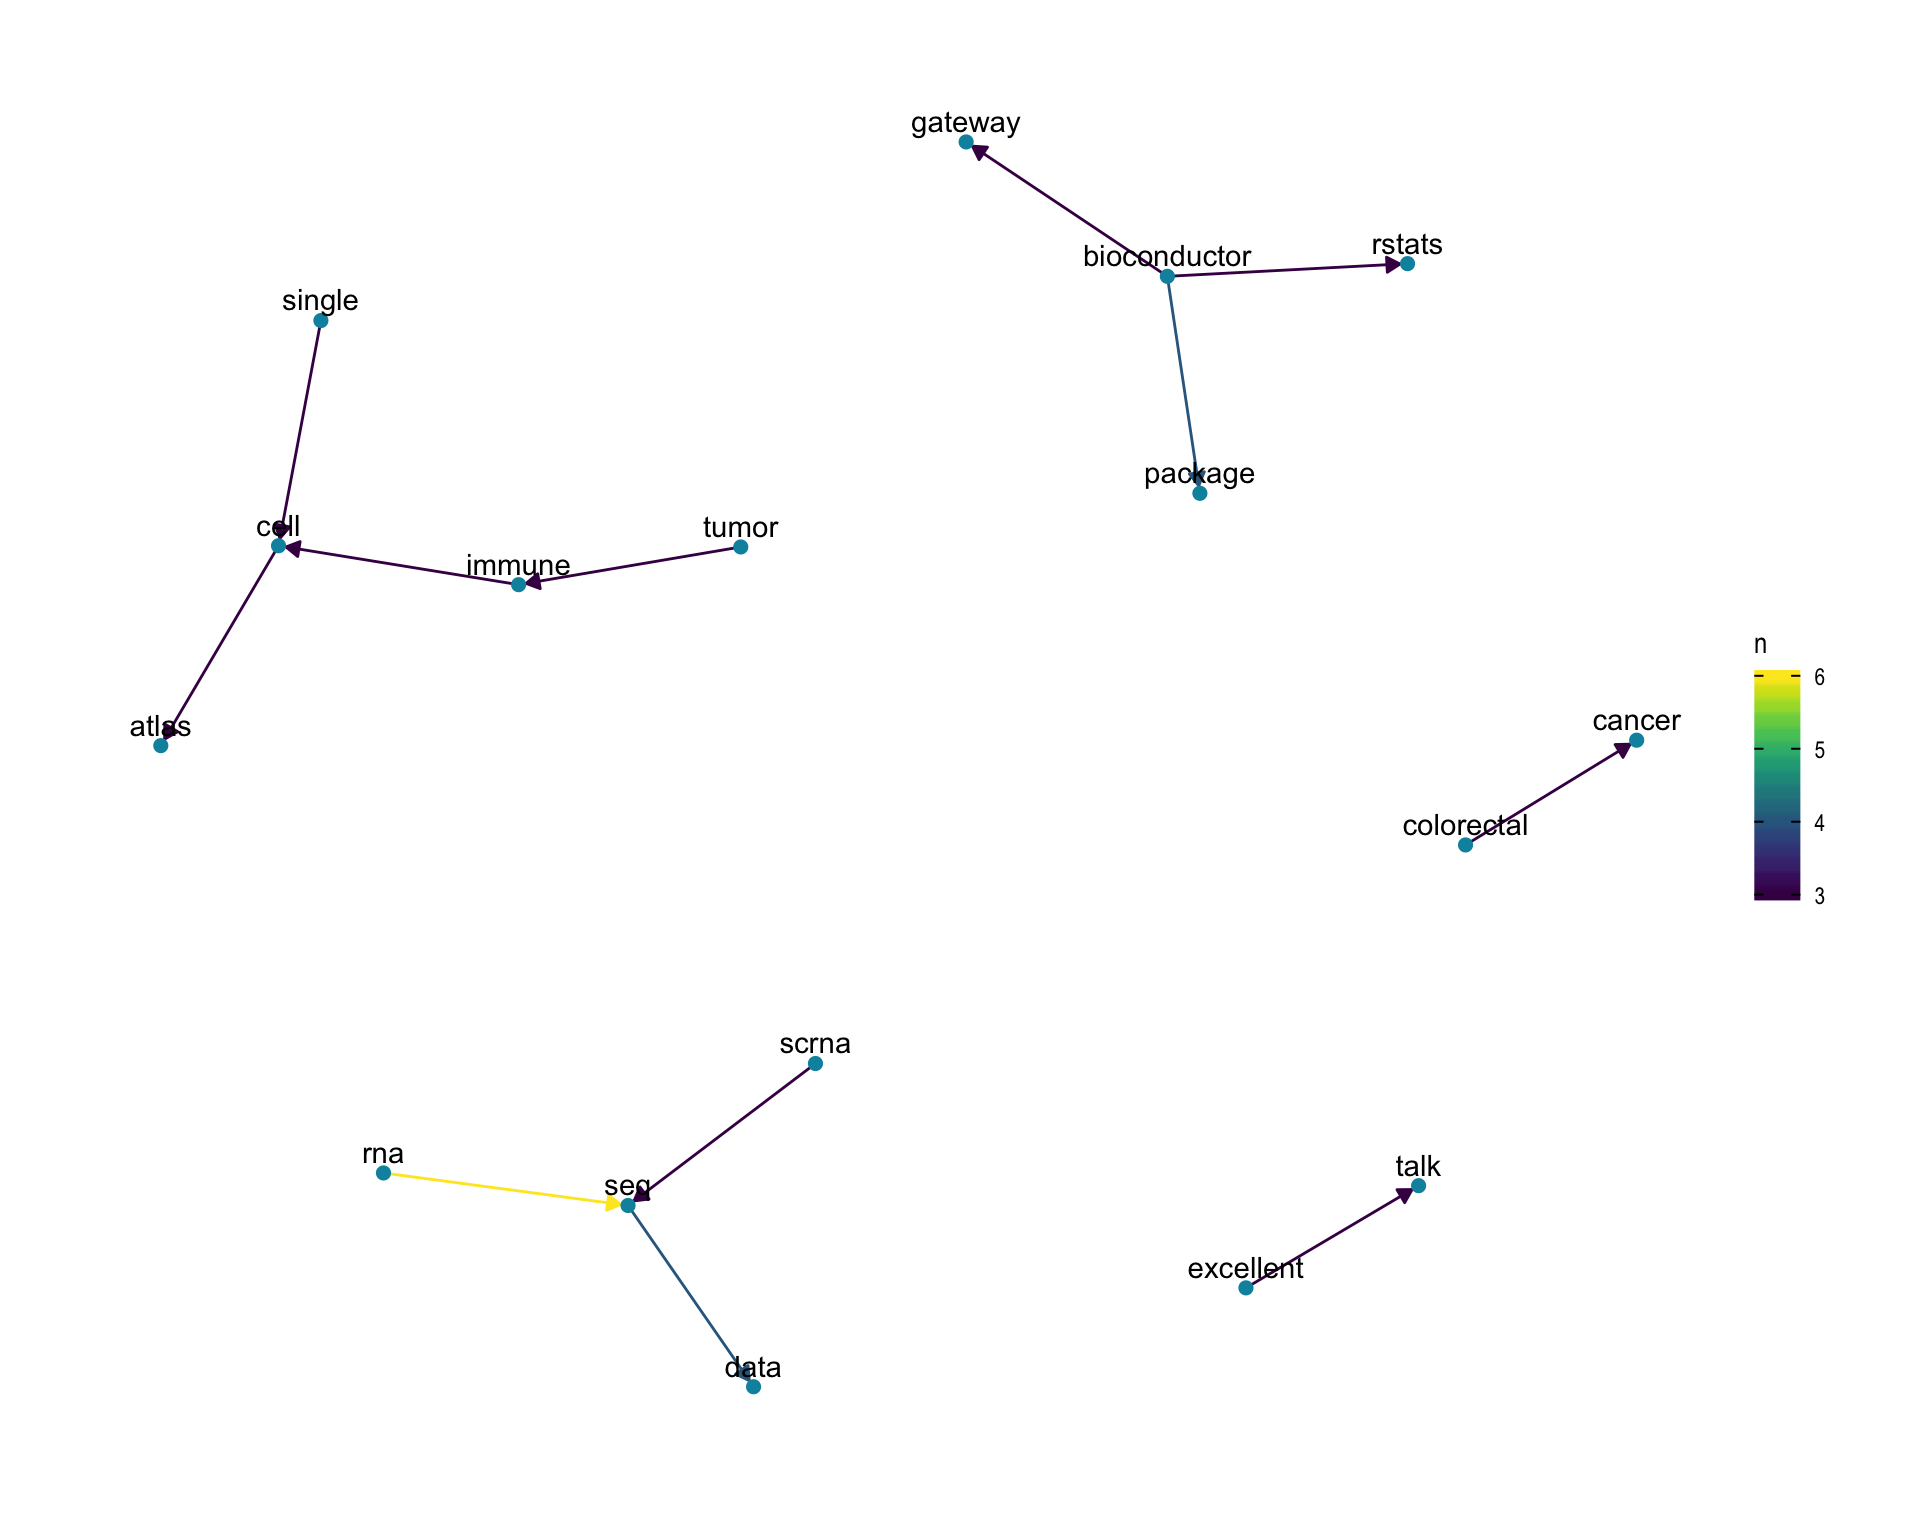 gateway
rstats
bioconductor
single
package
cell
tumor
immune
n
6
5
4
3
cancer
atlas
colorectal
scrna
rna
talk
seq
excellent
data